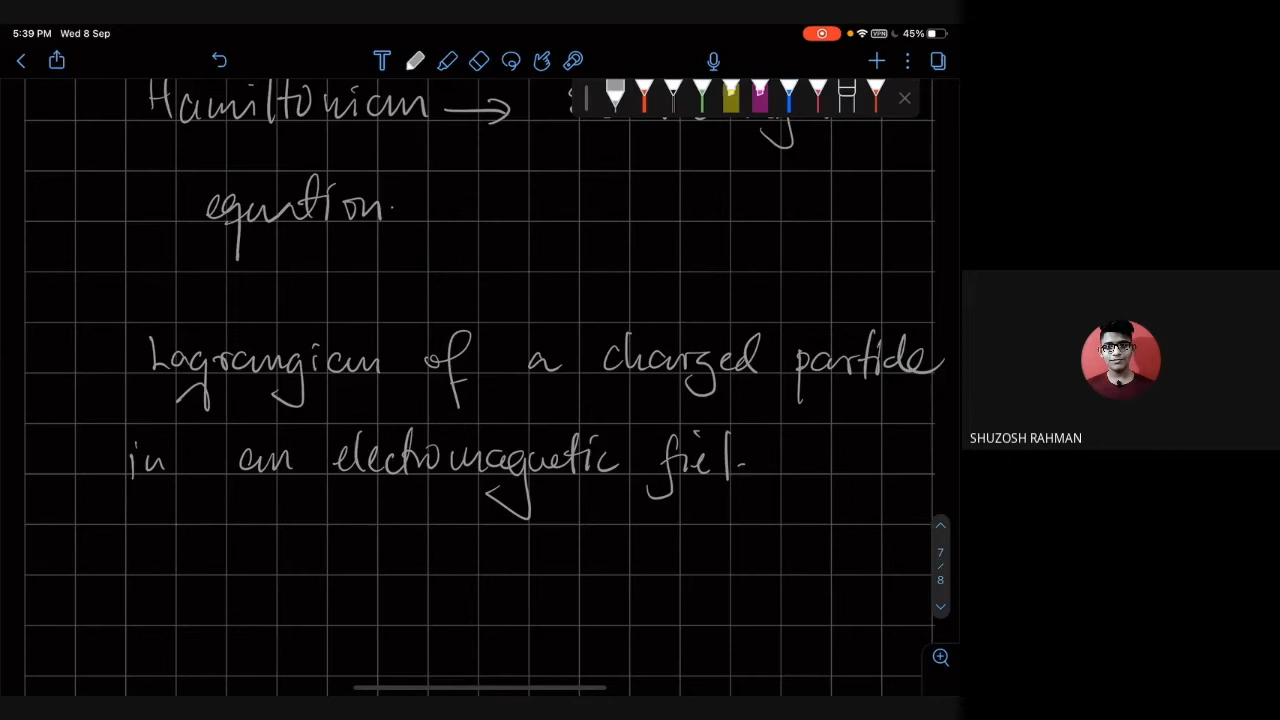 5:39 PM Wed 8 Sep
VPN 45%
Hamiltonian →
equation.
Lagrangian of a charged particle
in an electromagnetic fiel.
7
/
8
SHUZOSH RAHMAN